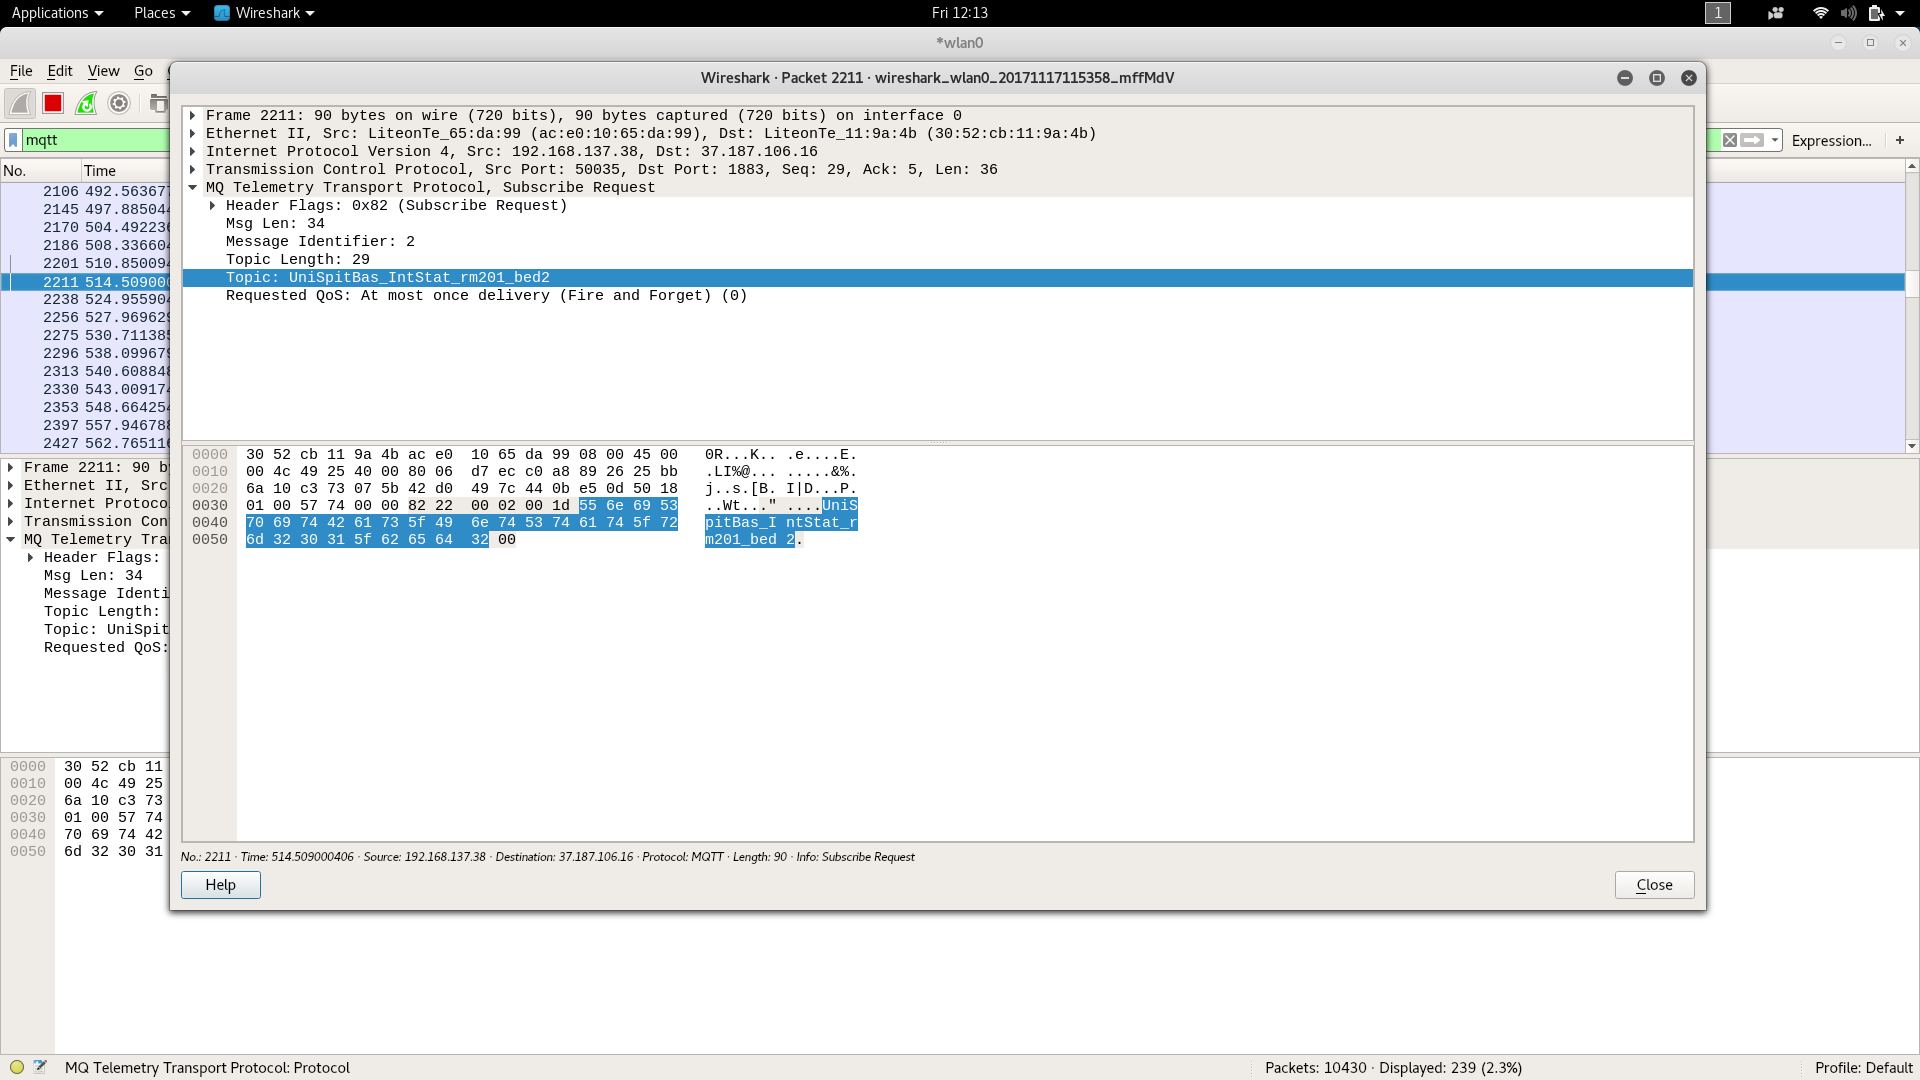 Applications Places Wireshark Fri 12:13 1
*wlan0
File Edit View Go
Wireshark · Packet 2211 · wireshark_wlan0_20171117115358_mffMdV
mqtt Expression... +
No. Time
2106 492.563677
2145 497.885044
2170 504.492236
2186 508.336604
2201 510.850094
2211 514.509000
2238 524.955904
2256 527.969629
2275 530.711385
2296 538.099679
2313 540.608848
2330 543.009174
2353 548.664254
2397 557.946788
2427 562.765116
Frame 2211: 90 bytes on wire (720 bits), 90 bytes captured (720 bits) on interface 0
Ethernet II, Src: LiteonTe_65:da:99 (ac:e0:10:65:da:99), Dst: LiteonTe_11:9a:4b (30:52:cb:11:9a:4b)
Internet Protocol Version 4, Src: 192.168.137.38, Dst: 37.187.106.16
Transmission Control Protocol, Src Port: 50035, Dst Port: 1883, Seq: 29, Ack: 5, Len: 36
MQ Telemetry Transport Protocol, Subscribe Request
Header Flags: 0x82 (Subscribe Request)
Msg Len: 34
Message Identifier: 2
Topic Length: 29
Topic: UniSpitBas_IntStat_rm201_bed2
Requested QoS: At most once delivery (Fire and Forget) (0)
0000 30 52 cb 11 9a 4b ac e0 10 65 da 99 08 00 45 00 0R...K.. .e....E.
0010 00 4c 49 25 40 00 80 06 d7 ec c0 a8 89 26 25 bb .LI%@... .....&%.
0020 6a 10 c3 73 07 5b 42 d0 49 7c 44 0b e5 0d 50 18 j..s.[B. I|D...P.
0030 01 00 57 74 00 00 82 22 00 02 00 1d 55 6e 69 53 ..Wt..." ....UniS
0040 70 69 74 42 61 73 5f 49 6e 74 53 74 61 74 5f 72 pitBas_I ntStat_r
0050 6d 32 30 31 5f 62 65 64 32 00 m201_bed 2.
No.: 2211 · Time: 514.509000406 · Source: 192.168.137.38 · Destination: 37.187.106.16 · Protocol: MQTT · Length: 90 · Info: Subscribe Request
Help Close
Frame 2211: 90 b
Ethernet II, Src
Internet Protoco
Transmission Con
MQ Telemetry Tra
Header Flags:
Msg Len: 34
Message Identi
Topic Length:
Topic: UniSpit
Requested QoS:
0000 30 52 cb 11
0010 00 4c 49 25
0020 6a 10 c3 73
0030 01 00 57 74
0040 70 69 74 42
0050 6d 32 30 31
MQ Telemetry Transport Protocol: Protocol Packets: 10430 · Displayed: 239 (2.3%) Profile: Default